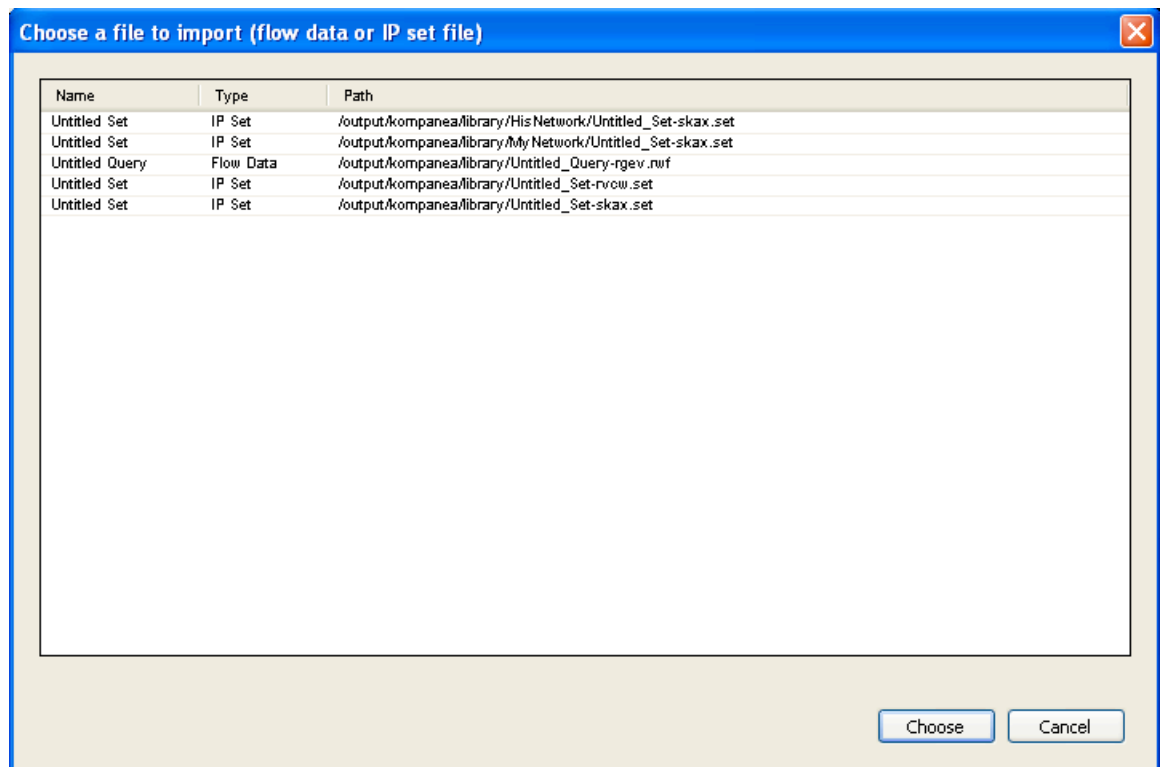 Choose a file to import (flow data or IP set file)
Name Type Path
Untitled Set IP Set /output/kompanea/library/HisNetwork/Untitled_Set-skax.set
Untitled Set IP Set /output/kompanea/library/MyNetwork/Untitled_Set-skax.set
Untitled Query Flow Data /output/kompanea/library/Untitled_Query-rgev.rwf
Untitled Set IP Set /output/kompanea/library/Untitled_Set-rvcw.set
Untitled Set IP Set /output/kompanea/library/Untitled_Set-skax.set
Choose Cancel